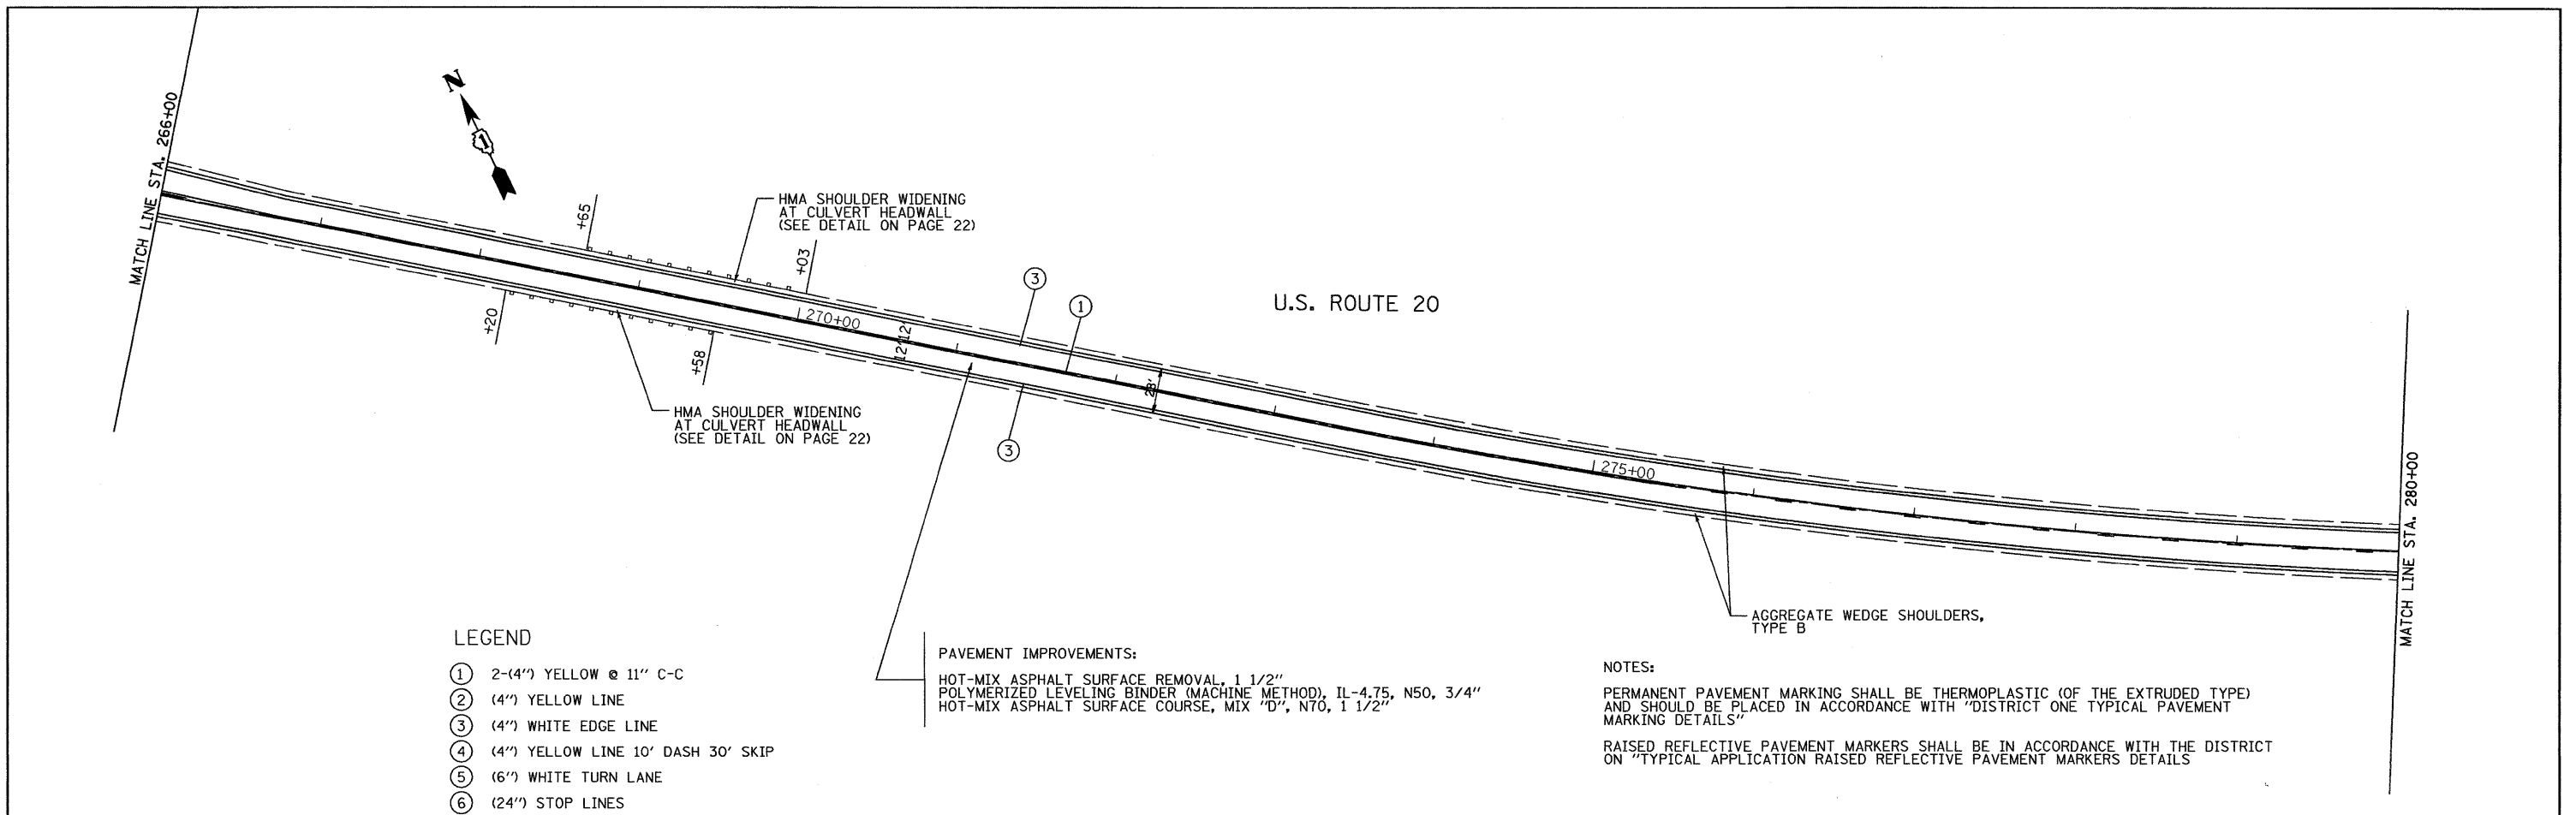 N
MATCH LINE STA. 266+00
+65
HMA SHOULDER WIDENING
AT CULVERT HEADWALL
(SEE DETAIL ON PAGE 22)
+03
3
1
U.S. ROUTE 20
+20
270+00
12'
12'
+58
28'
HMA SHOULDER WIDENING
AT CULVERT HEADWALL
(SEE DETAIL ON PAGE 22)
3
275+00
MATCH LINE STA. 280+00
AGGREGATE WEDGE SHOULDERS,
TYPE B
LEGEND
1 2-(4") YELLOW @ 11" C-C
2 (4") YELLOW LINE
3 (4") WHITE EDGE LINE
4 (4") YELLOW LINE 10' DASH 30' SKIP
5 (6") WHITE TURN LANE
6 (24") STOP LINES
PAVEMENT IMPROVEMENTS:
HOT-MIX ASPHALT SURFACE REMOVAL, 1 1/2"
POLYMERIZED LEVELING BINDER (MACHINE METHOD), IL-4.75, N50, 3/4"
HOT-MIX ASPHALT SURFACE COURSE, MIX "D", N70, 1 1/2"
NOTES:
PERMANENT PAVEMENT MARKING SHALL BE THERMOPLASTIC (OF THE EXTRUDED TYPE)
AND SHOULD BE PLACED IN ACCORDANCE WITH "DISTRICT ONE TYPICAL PAVEMENT
MARKING DETAILS"
RAISED REFLECTIVE PAVEMENT MARKERS SHALL BE IN ACCORDANCE WITH THE DISTRICT
ON "TYPICAL APPLICATION RAISED REFLECTIVE PAVEMENT MARKERS DETAILS